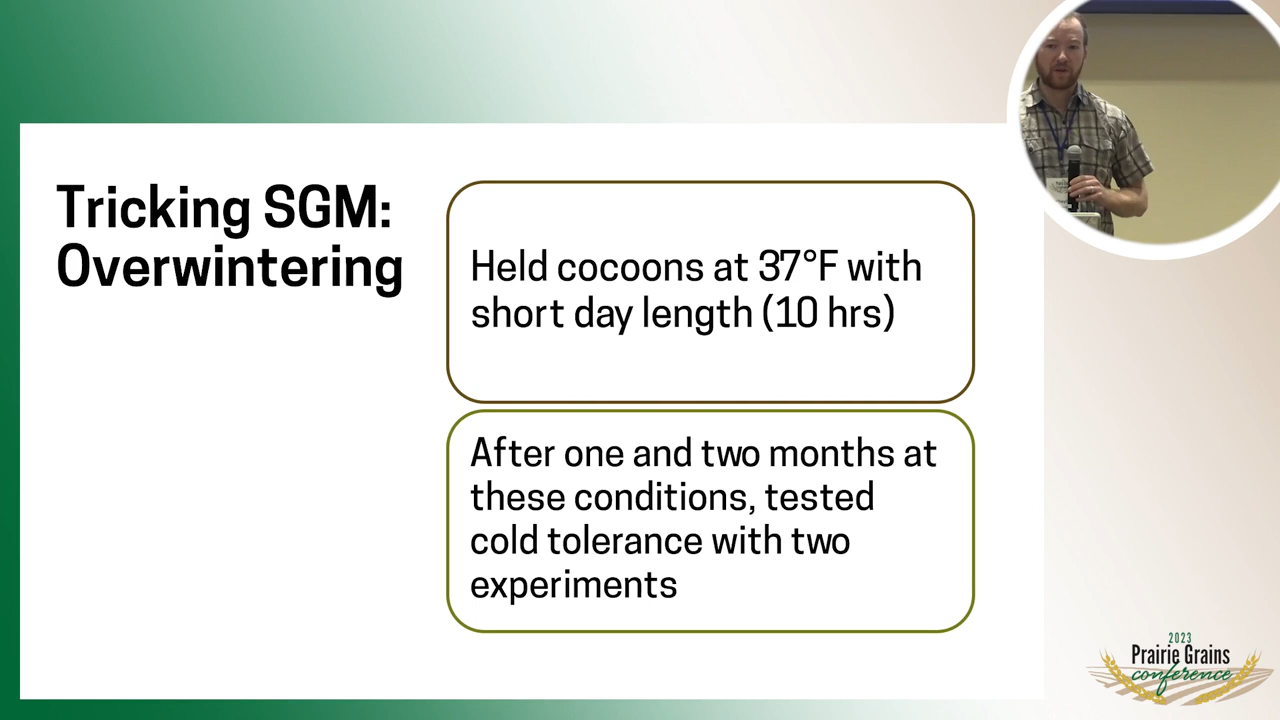 Tricking SGM:
Overwintering
Held cocoons at 37°F with
short day length (10 hrs)
After one and two months at
these conditions, tested
cold tolerance with two
experiments
2023
Prairie Grains
conference